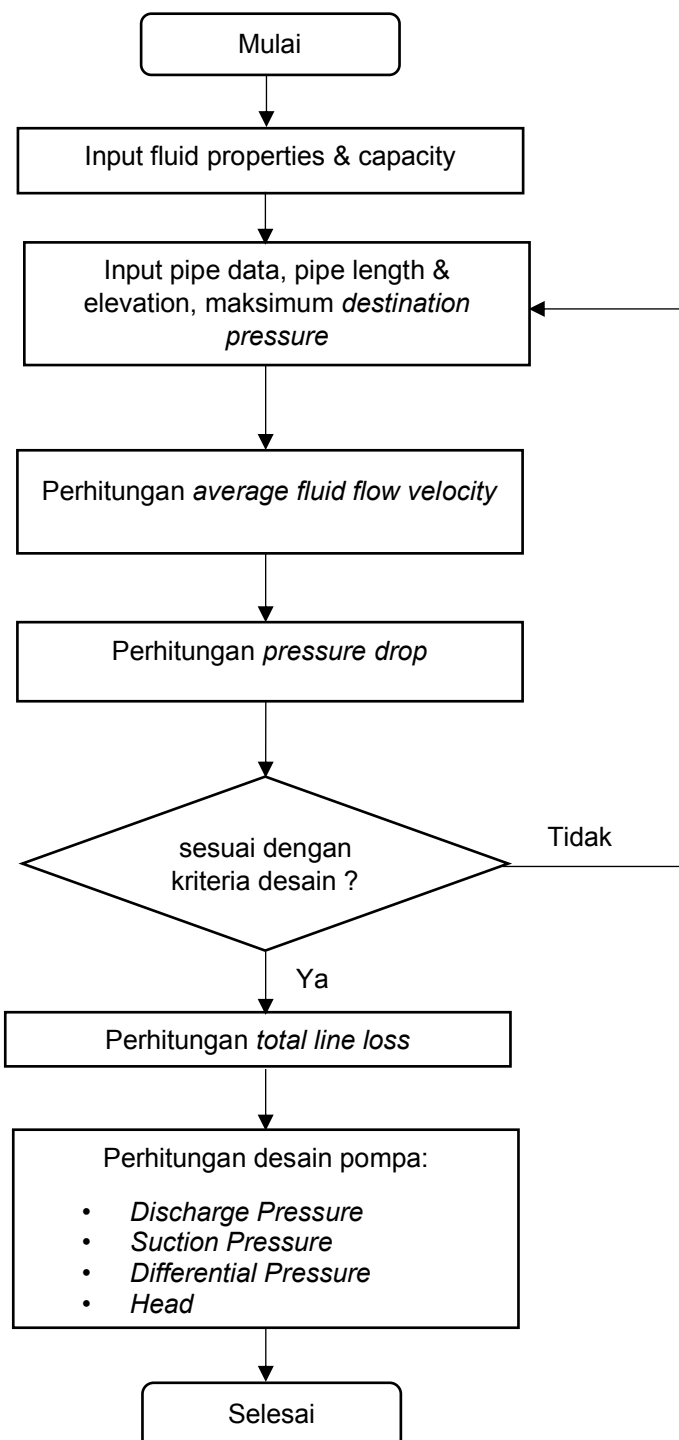 Mulai
Input fluid properties & capacity
Input pipe data, pipe length &
elevation, maksimum destination
pressure
Perhitungan average fluid flow velocity
Perhitungan pressure drop
sesuai dengan
kriteria desain ?
Tidak
Ya
Perhitungan total line loss
Perhitungan desain pompa:
• Discharge Pressure
• Suction Pressure
• Differential Pressure
• Head
Selesai